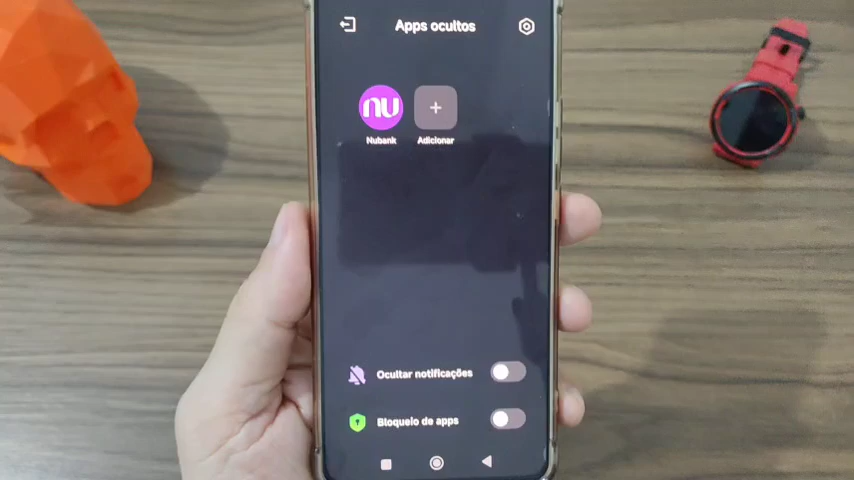 Apps ocultos
nu
Nubank
Adicionar
Ocultar notificações
Bloqueio de apps